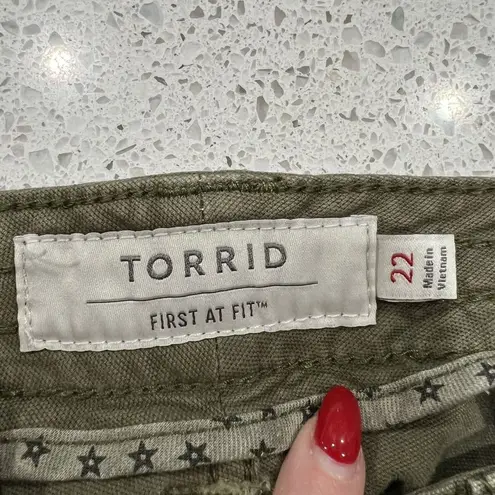 TORRID
FIRST AT FIT™
22
Made in
Vietnam